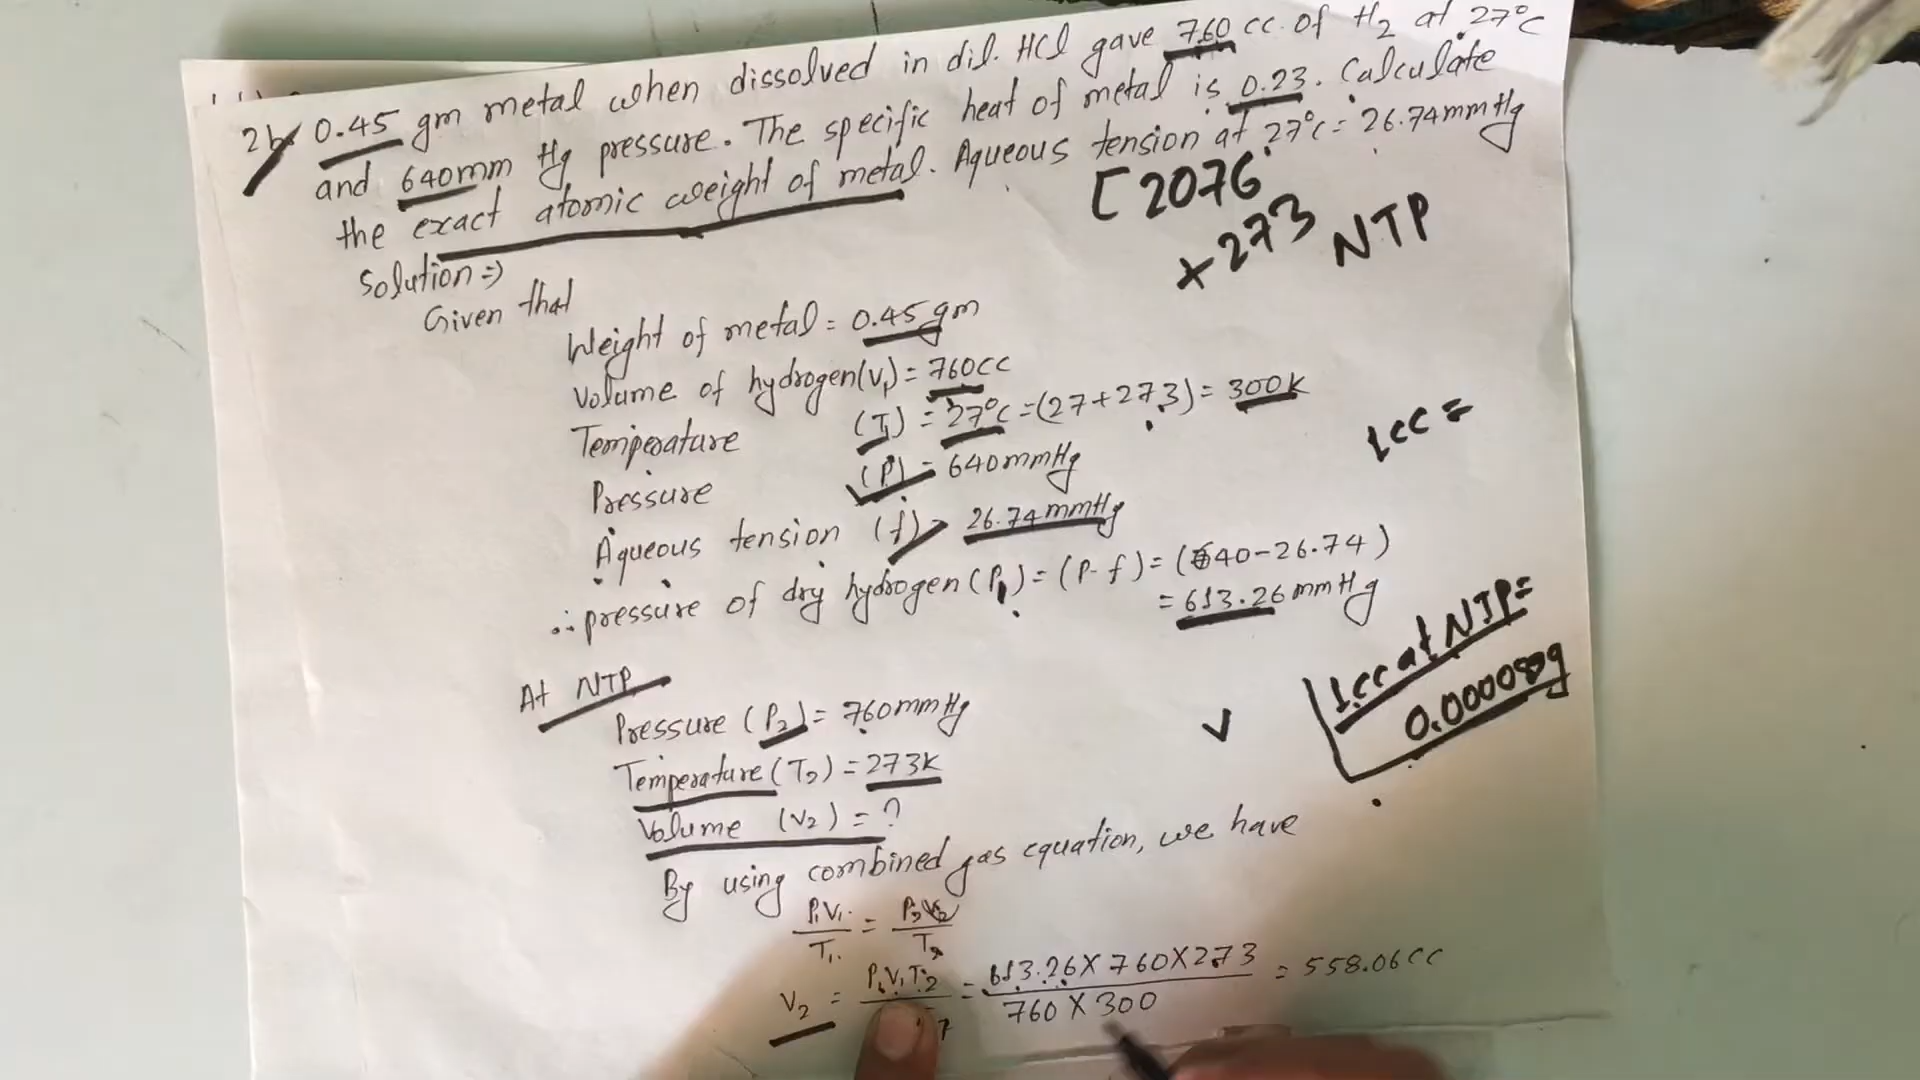 2b. 0.45 gm metal when dissolved in dil. HCl gave 760 cc. of H2 at 27°C
and 640mm Hg pressure. The specific heat of metal is 0.23. Calculate
the exact atomic weight of metal. Aqueous tension at 27°C = 26.74mmHg
[2076
+273 NTP
Solution ⇒
Given that
Weight of metal = 0.45 gm
Volume of hydrogen(V1) = 760CC
Temperature (T1) = 27°C = (27+273) = 300K
1CC =
Pressure (P) = 640mmHg
Aqueous tension (f) = 26.74mmHg
∴ pressure of dry hydrogen (P1) = (P-f) = (640-26.74)
= 613.26 mmHg
1CC at NTP =
0.00009g
At NTP
Pressure (P2) = 760mmHg
V
Temperature (T2) = 273K
Volume (V2) = ?
By using combined gas equation, we have
P1V1/T1 = P2V2/T2
V2 = P1V1T2 = 613.26 X 760 X 273 / 760 X 300 = 558.06CC